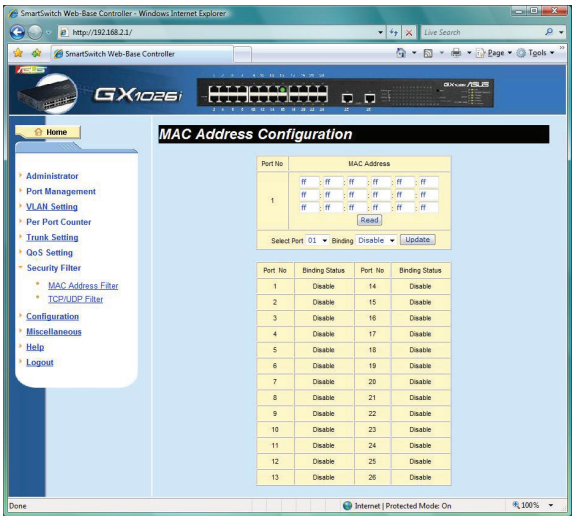 SmartSwitch Web-Base Controller - Windows Internet Explorer
http://192.168.2.1/
Live Search
SmartSwitch Web-Base Controller
Page
Tools
GX1026i
ASUS
Home
MAC Address Configuration
Administrator
Port Management
VLAN Setting
Per Port Counter
Trunk Setting
QoS Setting
Security Filter
MAC Address Filter
TCP/UDP Filter
Configuration
Miscellaneous
Help
Logout
Port No MAC Address
1
ff : ff : ff : ff : ff : ff
ff : ff : ff : ff : ff : ff
ff : ff : ff : ff : ff : ff
Read
Select Port 01 Binding Disable Update
Port No Binding Status Port No Binding Status
1 Disable 14 Disable
2 Disable 15 Disable
3 Disable 16 Disable
4 Disable 17 Disable
5 Disable 18 Disable
6 Disable 19 Disable
7 Disable 20 Disable
8 Disable 21 Disable
9 Disable 22 Disable
10 Disable 23 Disable
11 Disable 24 Disable
12 Disable 25 Disable
13 Disable 26 Disable
Done
Internet | Protected Mode: On
100%